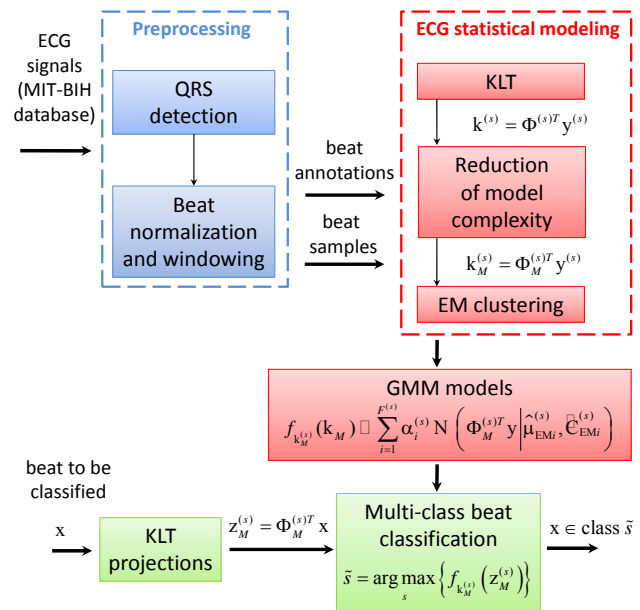 ECG
signals
(MIT-BIH
database)
Preprocessing
QRS
detection
Beat
normalization
and windowing
beat
annotations
beat
samples
ECG statistical modeling
KLT
k^(s) = Φ^(s)T y^(s)
Reduction
of model
complexity
k_M^(s) = Φ_M^(s)T y^(s)
EM clustering
GMM models
f_{k_M^(s)}(k_M) □ ∑_{i=1}^{F^(s)} α_i^(s) N (Φ_M^(s)T y | μ̂_EMi^(s), C̄_EMi^(s))
beat to be
classified
x
KLT
projections
z_M^(s) = Φ_M^(s)T x
Multi-class beat
classification
s̃ = arg max_s {f_{k_M^(s)}(z_M^(s))}
x ∈ class s̃